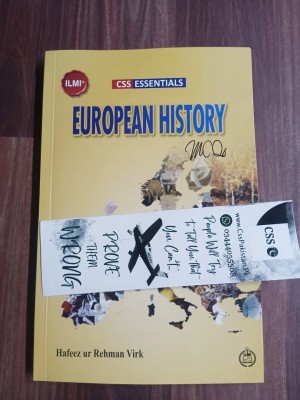 ILMI
CSS ESSENTIALS
EUROPEAN HISTORY
MCQs
CSS
www.CssPakistan.Pk
People Will Try
to Tell You That
You Can't
PROVE
THEM
WRONG
Hafeez ur Rehman Virk